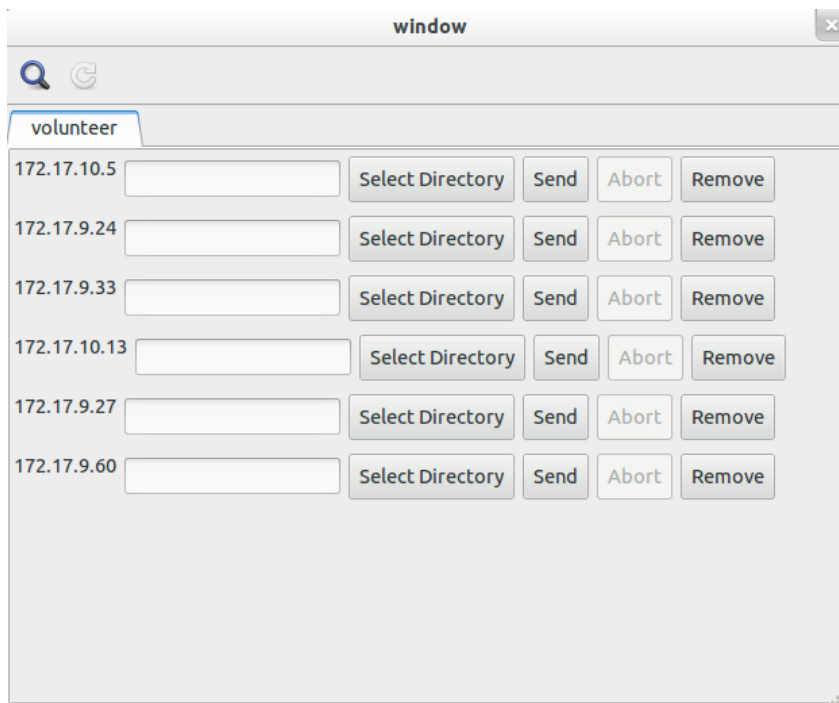 window
volunteer
172.17.10.5 Select Directory Send Abort Remove
172.17.9.24 Select Directory Send Abort Remove
172.17.9.33 Select Directory Send Abort Remove
172.17.10.13 Select Directory Send Abort Remove
172.17.9.27 Select Directory Send Abort Remove
172.17.9.60 Select Directory Send Abort Remove